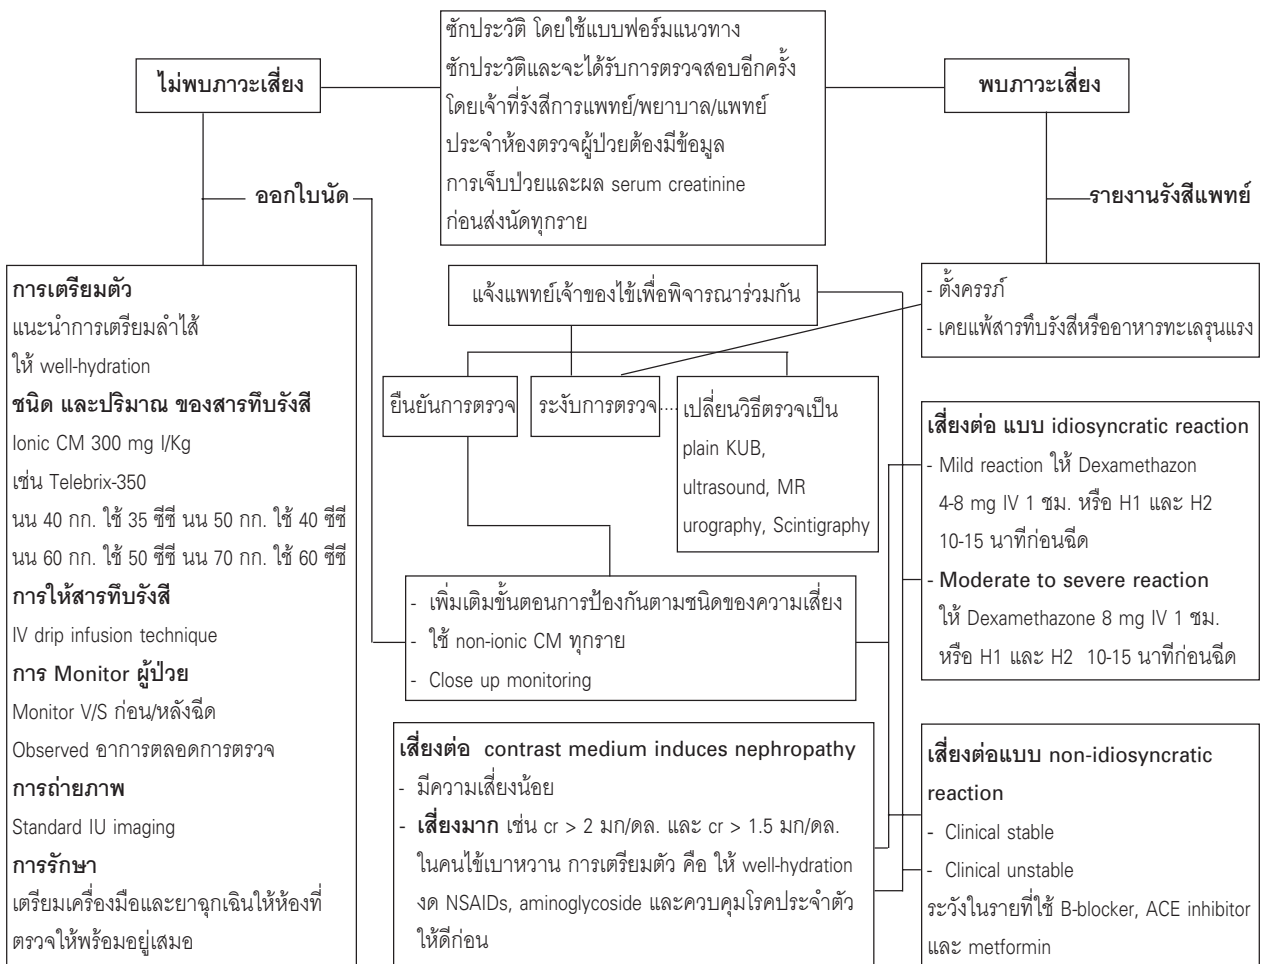 ซักประวัติ โดยใช้แบบฟอร์มแนวทาง
ซักประวัติและจะได้รับการตรวจสอบอีกครั้ง
โดยเจ้าที่รังสีการแพทย์/พยาบาล/แพทย์
ประจำห้องตรวจผู้ป่วยต้องมีข้อมูล
การเจ็บป่วยและผล serum creatinine
ก่อนส่งนัดทุกราย
ไม่พบภาวะเสี่ยง
พบภาวะเสี่ยง
ออกใบนัด
รายงานรังสีแพทย์
การเตรียมตัว
แนะนำการเตรียมลำไส้
ให้ well-hydration
ชนิด และปริมาณ ของสารทึบรังสี
Ionic CM 300 mg I/Kg
เช่น Telebrix-350
นน 40 กก. ใช้ 35 ซีซี นน 50 กก. ใช้ 40 ซีซี
นน 60 กก. ใช้ 50 ซีซี นน 70 กก. ใช้ 60 ซีซี
การให้สารทึบรังสี
IV drip infusion technique
การ Monitor ผู้ป่วย
Monitor V/S ก่อน/หลังฉีด
Observed อาการตลอดการตรวจ
การถ่ายภาพ
Standard IU imaging
การรักษา
เตรียมเครื่องมือและยาฉุกเฉินให้ห้องที่
ตรวจให้พร้อมอยู่เสมอ
แจ้งแพทย์เจ้าของไข้เพื่อพิจารณาร่วมกัน
ยืนยันการตรวจ
ระงับการตรวจ
เปลี่ยนวิธีตรวจเป็น
plain KUB,
ultrasound, MR
urography, Scintigraphy
- ตั้งครรภ์
- เคยแพ้สารทึบรังสีหรืออาหารทะเลรุนแรง
เสี่ยงต่อ แบบ idiosyncratic reaction
- Mild reaction ให้ Dexamethazon
4-8 mg IV 1 ชม. หรือ H1 และ H2
10-15 นาทีก่อนฉีด
- Moderate to severe reaction
ให้ Dexamethazone 8 mg IV 1 ชม.
หรือ H1 และ H2 10-15 นาทีก่อนฉีด
- เพิ่มเติมขั้นตอนการป้องกันตามชนิดของความเสี่ยง
- ใช้ non-ionic CM ทุกราย
- Close up monitoring
เสี่ยงต่อ contrast medium induces nephropathy
- มีความเสี่ยงน้อย
- เสี่ยงมาก เช่น cr > 2 มก/ดล. และ cr > 1.5 มก/ดล.
ในคนไข้เบาหวาน การเตรียมตัว คือ ให้ well-hydration
งด NSAIDs, aminoglycoside และควบคุมโรคประจำตัว
ให้ดีก่อน
เสี่ยงต่อแบบ non-idiosyncratic
reaction
- Clinical stable
- Clinical unstable
ระวังในรายที่ใช้ B-blocker, ACE inhibitor
และ metformin